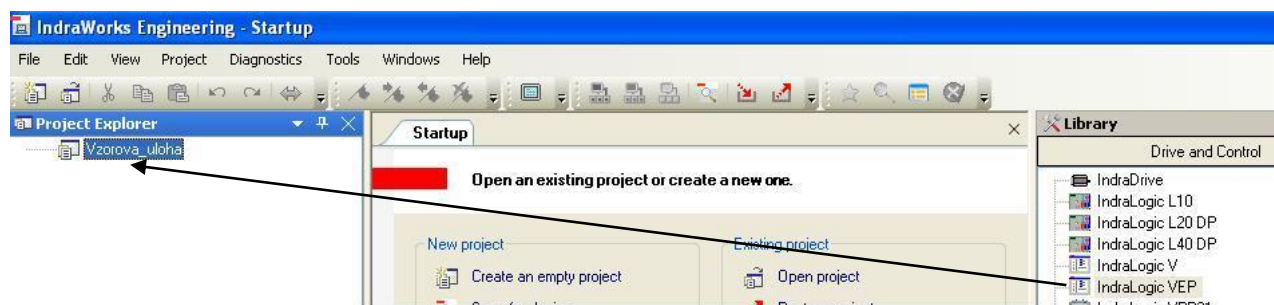 IndraWorks Engineering - Startup
File Edit View Project Diagnostics Tools Windows Help
Project Explorer
Vzorova_uloha
Startup
Open an existing project or create a new one.
New project
Create an empty project
Existing project
Open project
Library
Drive and Control
IndraDrive
IndraLogic L10
IndraLogic L20 DP
IndraLogic L40 DP
IndraLogic V
IndraLogic VEP